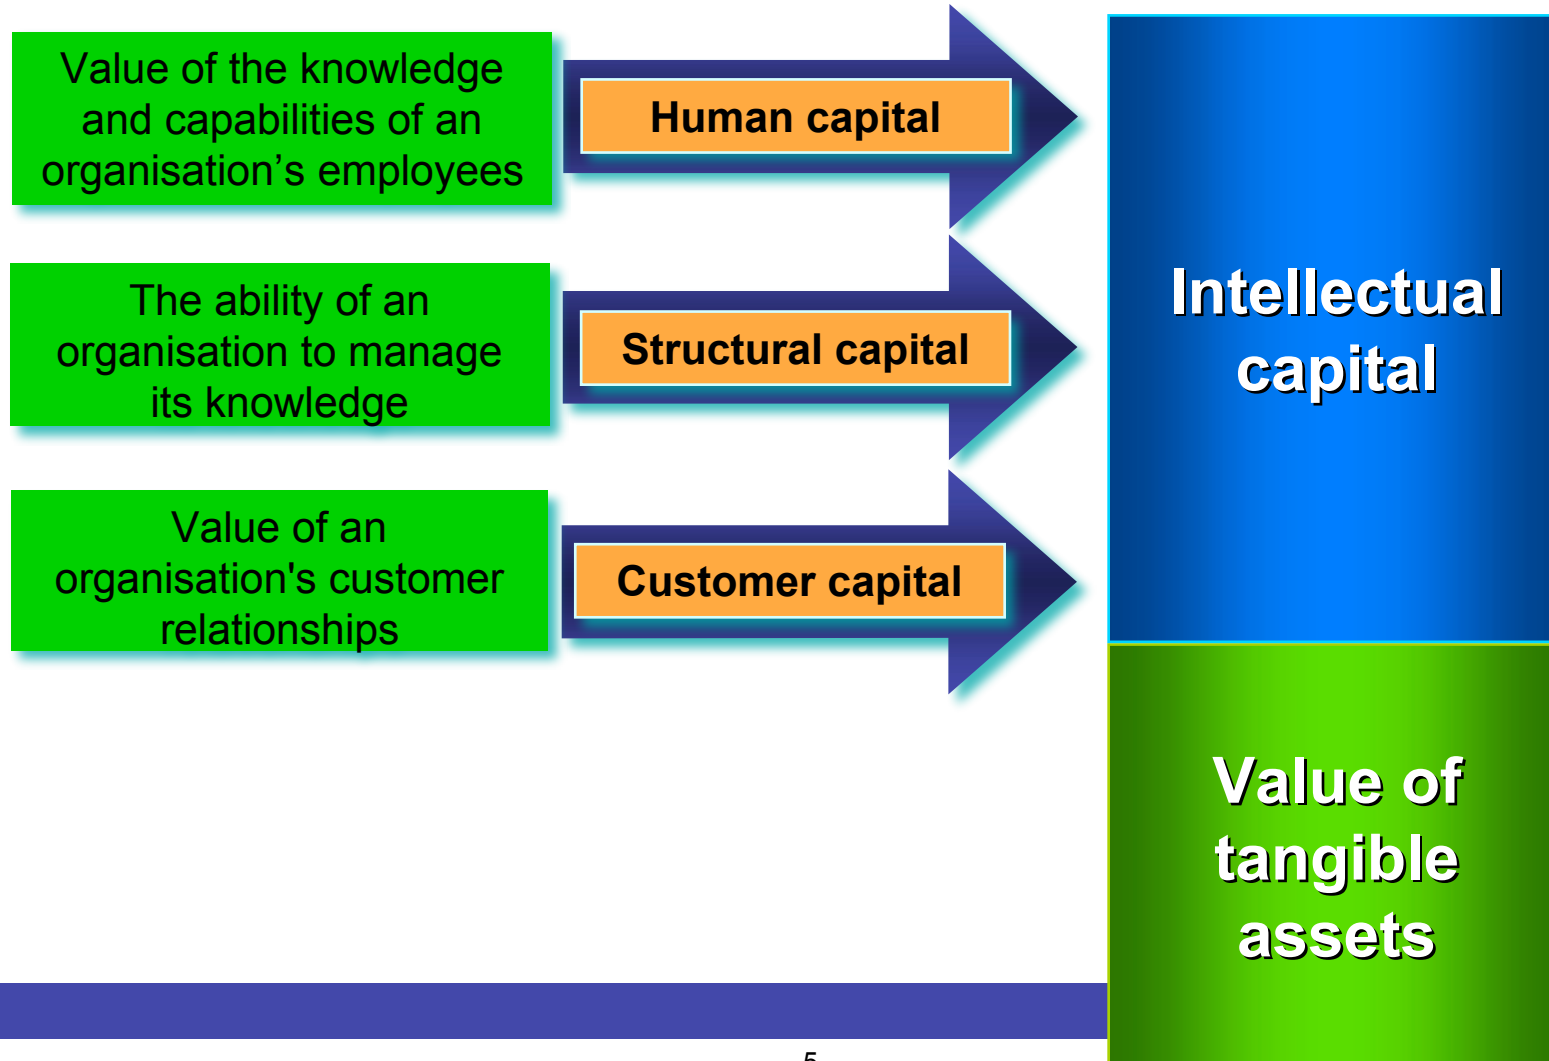 Value of the knowledge
and capabilities of an
organisation’s employees
Human capital
The ability of an
organisation to manage
its knowledge
Structural capital
Value of an
organisation's customer
relationships
Customer capital
Intellectual
capital
Value of
tangible
assets
5